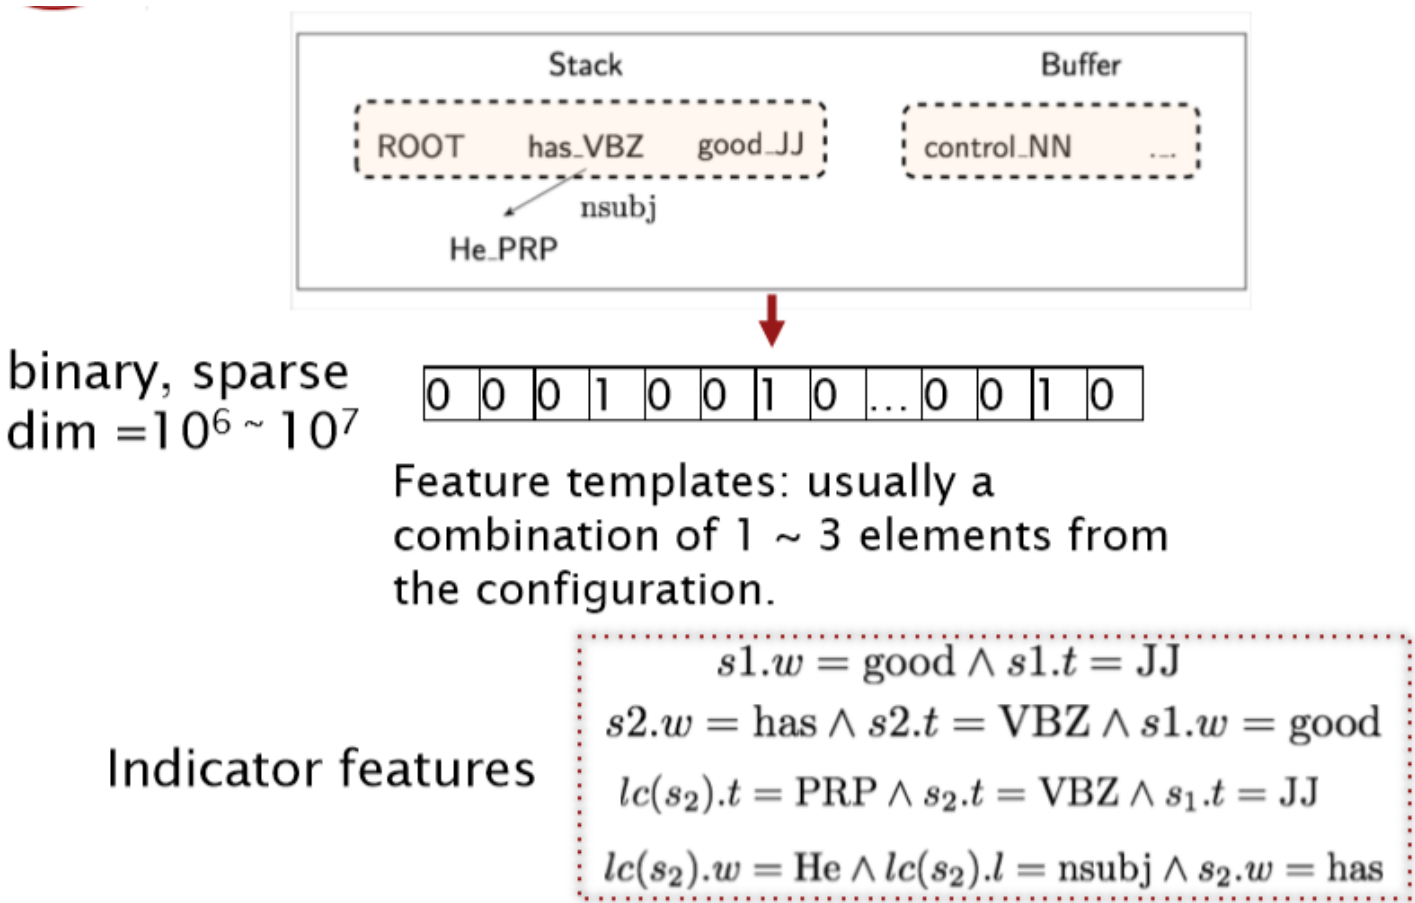 Stack Buffer
ROOT has_VBZ good_JJ control_NN ...
nsubj
He_PRP
binary, sparse
dim =10⁶ ~ 10⁷
0 0 0 1 0 0 1 0 ... 0 0 1 0
Feature templates: usually a
combination of 1 ~ 3 elements from
the configuration.
Indicator features
s1.w = good ∧ s1.t = JJ
s2.w = has ∧ s2.t = VBZ ∧ s1.w = good
lc(s₂).t = PRP ∧ s₂.t = VBZ ∧ s₁.t = JJ
lc(s₂).w = He ∧ lc(s₂).l = nsubj ∧ s₂.w = has